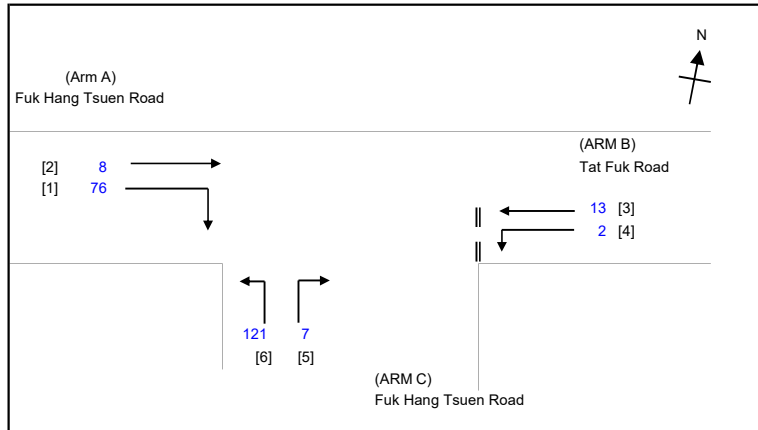 N
(Arm A)
Fuk Hang Tsuen Road
(ARM B)
Tat Fuk Road
[2] 8
[1] 76
13 [3]
2 [4]
121 7
[6] [5]
(ARM C)
Fuk Hang Tsuen Road